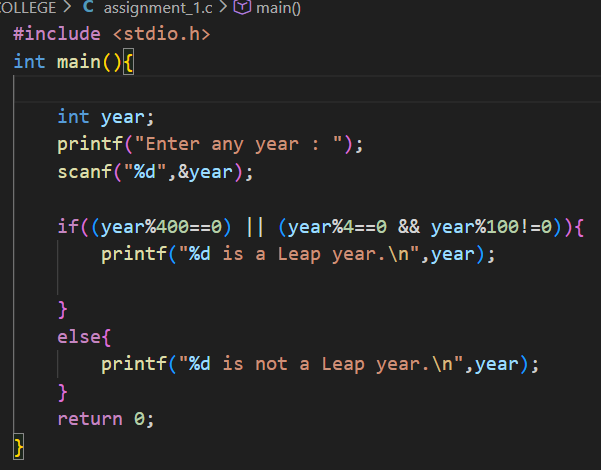 COLLEGE > C assignment_1.c > main()
#include <stdio.h>
int main(){
int year;
printf("Enter any year : ");
scanf("%d",&year);
if((year%400==0) || (year%4==0 && year%100!=0)){
printf("%d is a Leap year.\n",year);
}
else{
printf("%d is not a Leap year.\n",year);
}
return 0;
}